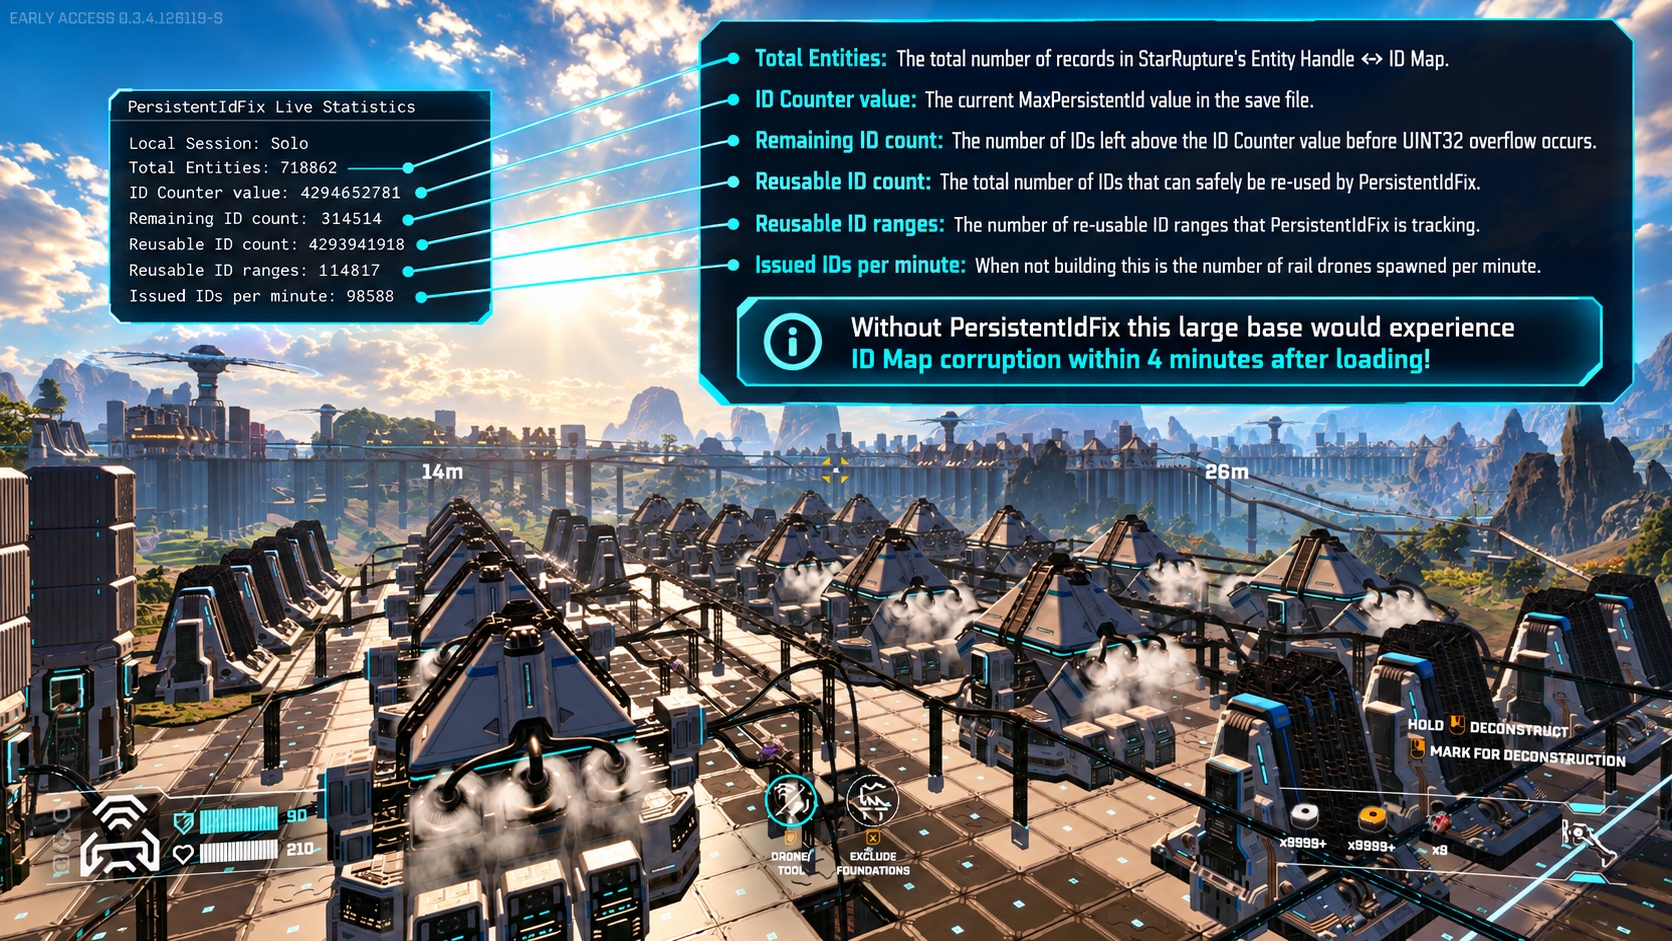 EARLY ACCESS 0.3.4.126119-S
PersistentIdFix Live Statistics
Local Session: Solo
Total Entities: 718862
ID Counter value: 4294652781
Remaining ID count: 314514
Reusable ID count: 4293941918
Reusable ID ranges: 114817
Issued IDs per minute: 98588
Total Entities: The total number of records in StarRupture's Entity Handle ↔ ID Map.
ID Counter value: The current MaxPersistentId value in the save file.
Remaining ID count: The number of IDs left above the ID Counter value before UINT32 overflow occurs.
Reusable ID count: The total number of IDs that can safely be re-used by PersistentIdFix.
Reusable ID ranges: The number of re-usable ID ranges that PersistentIdFix is tracking.
Issued IDs per minute: When not building this is the number of rail drones spawned per minute.
Without PersistentIdFix this large base would experience
ID Map corruption within 4 minutes after loading!
14m
26m
HOLD DECONSTRUCT
MARK FOR DECONSTRUCTION
90
210
DRONE/
TOOL
EXCLUDE
FOUNDATIONS
x9999+
x9999+
x9